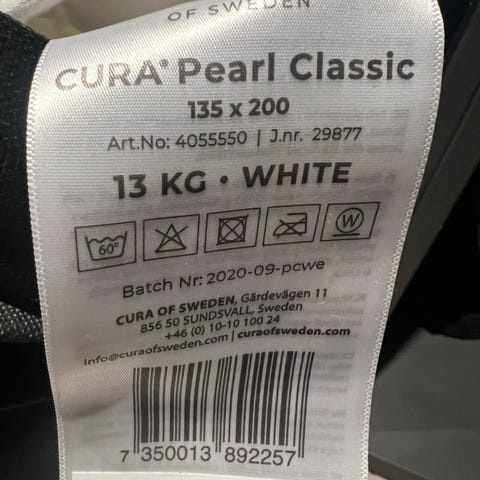 OF SWEDEN
CURA® Pearl Classic
135 x 200
Art.No: 4055550 | J.nr. 29877
13 KG • WHITE
60°
W
Batch Nr: 2020-09-pcwe
CURA OF SWEDEN, Gärdevägen 11
856 50 SUNDSVALL, Sweden
+46 (0) 10-10 100 24
Info@curaofsweden.com | curaofsweden.com
7 350013 892257